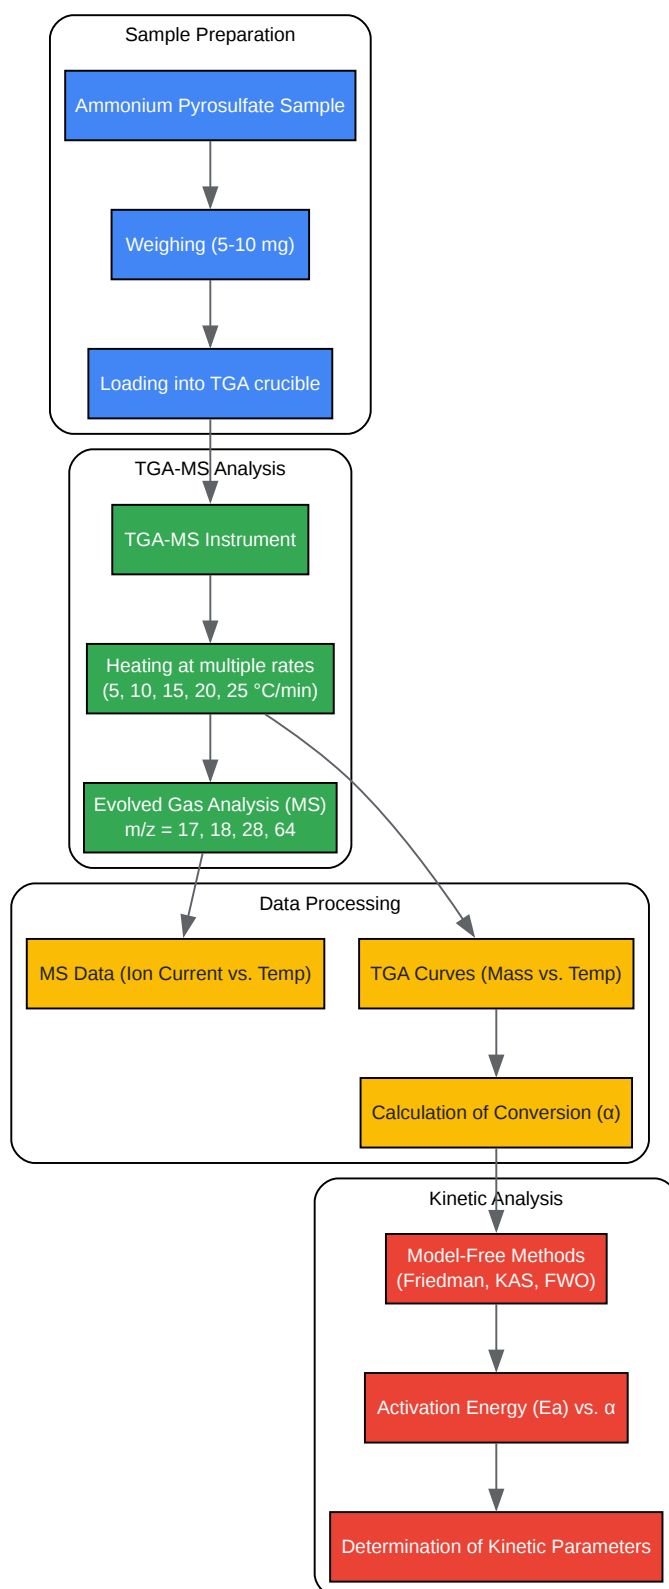 Sample Preparation
Ammonium Pyrosulfate Sample
Weighing (5-10 mg)
Loading into TGA crucible
TGA-MS Analysis
TGA-MS Instrument
Heating at multiple rates
(5, 10, 15, 20, 25 °C/min)
Evolved Gas Analysis (MS)
m/z = 17, 18, 28, 64
Data Processing
MS Data (Ion Current vs. Temp)
TGA Curves (Mass vs. Temp)
Calculation of Conversion (α)
Kinetic Analysis
Model-Free Methods
(Friedman, KAS, FWO)
Activation Energy (Ea) vs. α
Determination of Kinetic Parameters